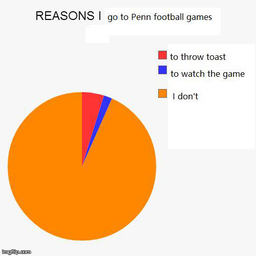 REASONS I go to Penn football games
to throw toast
to watch the game
I don't
imgflip.com